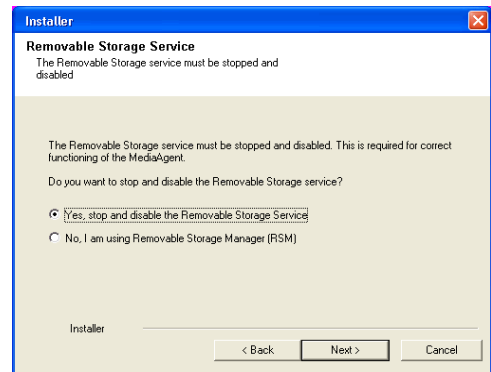 Installer
Removable Storage Service
The Removable Storage service must be stopped and
disabled
The Removable Storage service must be stopped and disabled. This is required for correct
functioning of the MediaAgent.
Do you want to stop and disable the Removable Storage service?
Yes, stop and disable the Removable Storage Service
No, I am using Removable Storage Manager (RSM)
Installer
< Back
Next >
Cancel